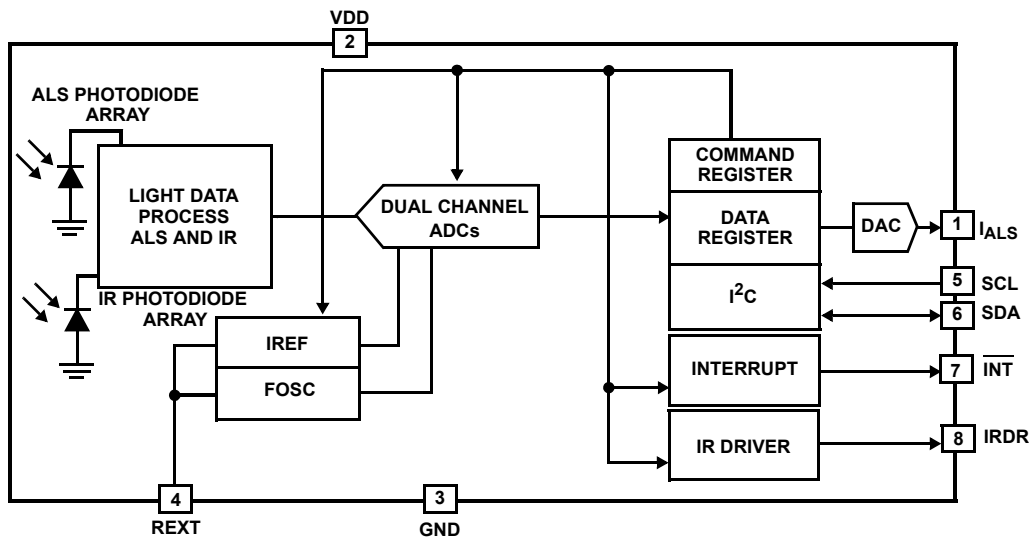 VDD
2
ALS PHOTODIODE
ARRAY
LIGHT DATA
PROCESS
ALS AND IR
IR PHOTODIODE
ARRAY
DUAL CHANNEL
ADCs
IREF
FOSC
COMMAND
REGISTER
DATA
REGISTER
I²C
DAC
INTERRUPT
IR DRIVER
1 I_ALS
5 SCL
6 SDA
7 I̅N̅T̅
8 IRDR
4
REXT
3
GND